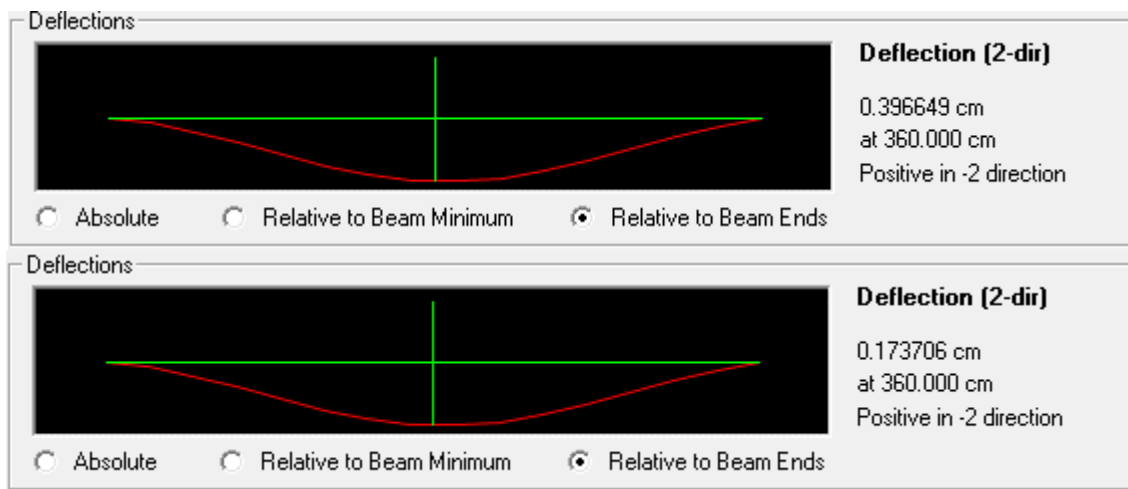 Deflections
Deflection (2-dir)
0.396649 cm
at 360.000 cm
Positive in -2 direction
Absolute Relative to Beam Minimum Relative to Beam Ends
Deflections
Deflection (2-dir)
0.173706 cm
at 360.000 cm
Positive in -2 direction
Absolute Relative to Beam Minimum Relative to Beam Ends